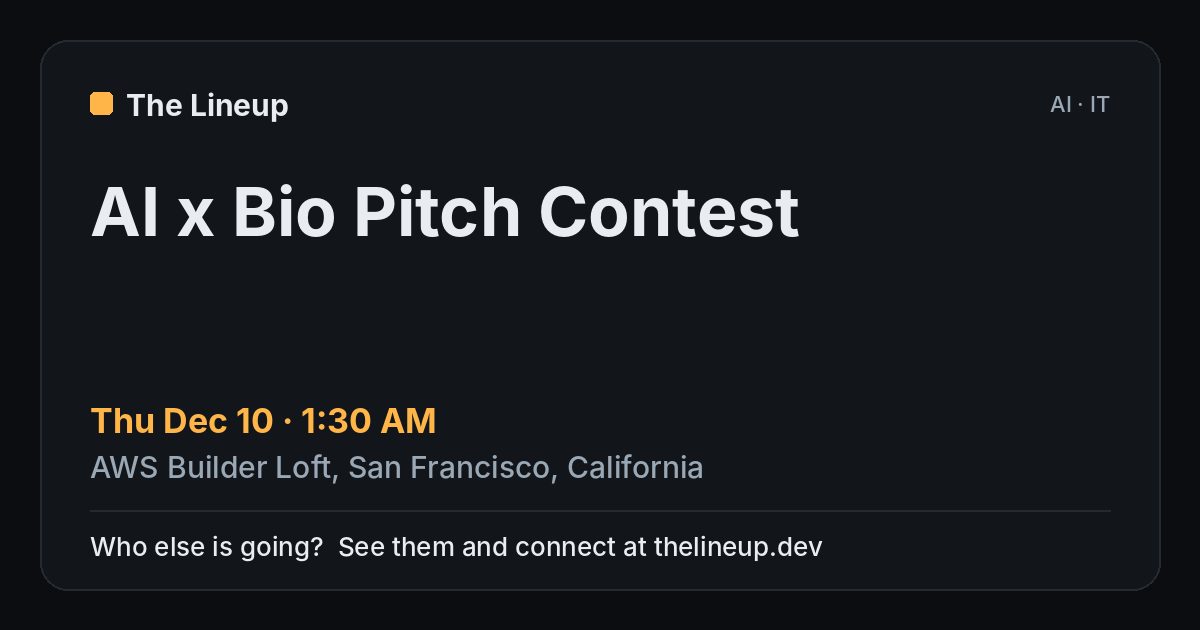 The Lineup
AI · IT
AI x Bio Pitch Contest
Thu Dec 10 · 1:30 AM
AWS Builder Loft, San Francisco, California
Who else is going? See them and connect at thelineup.dev